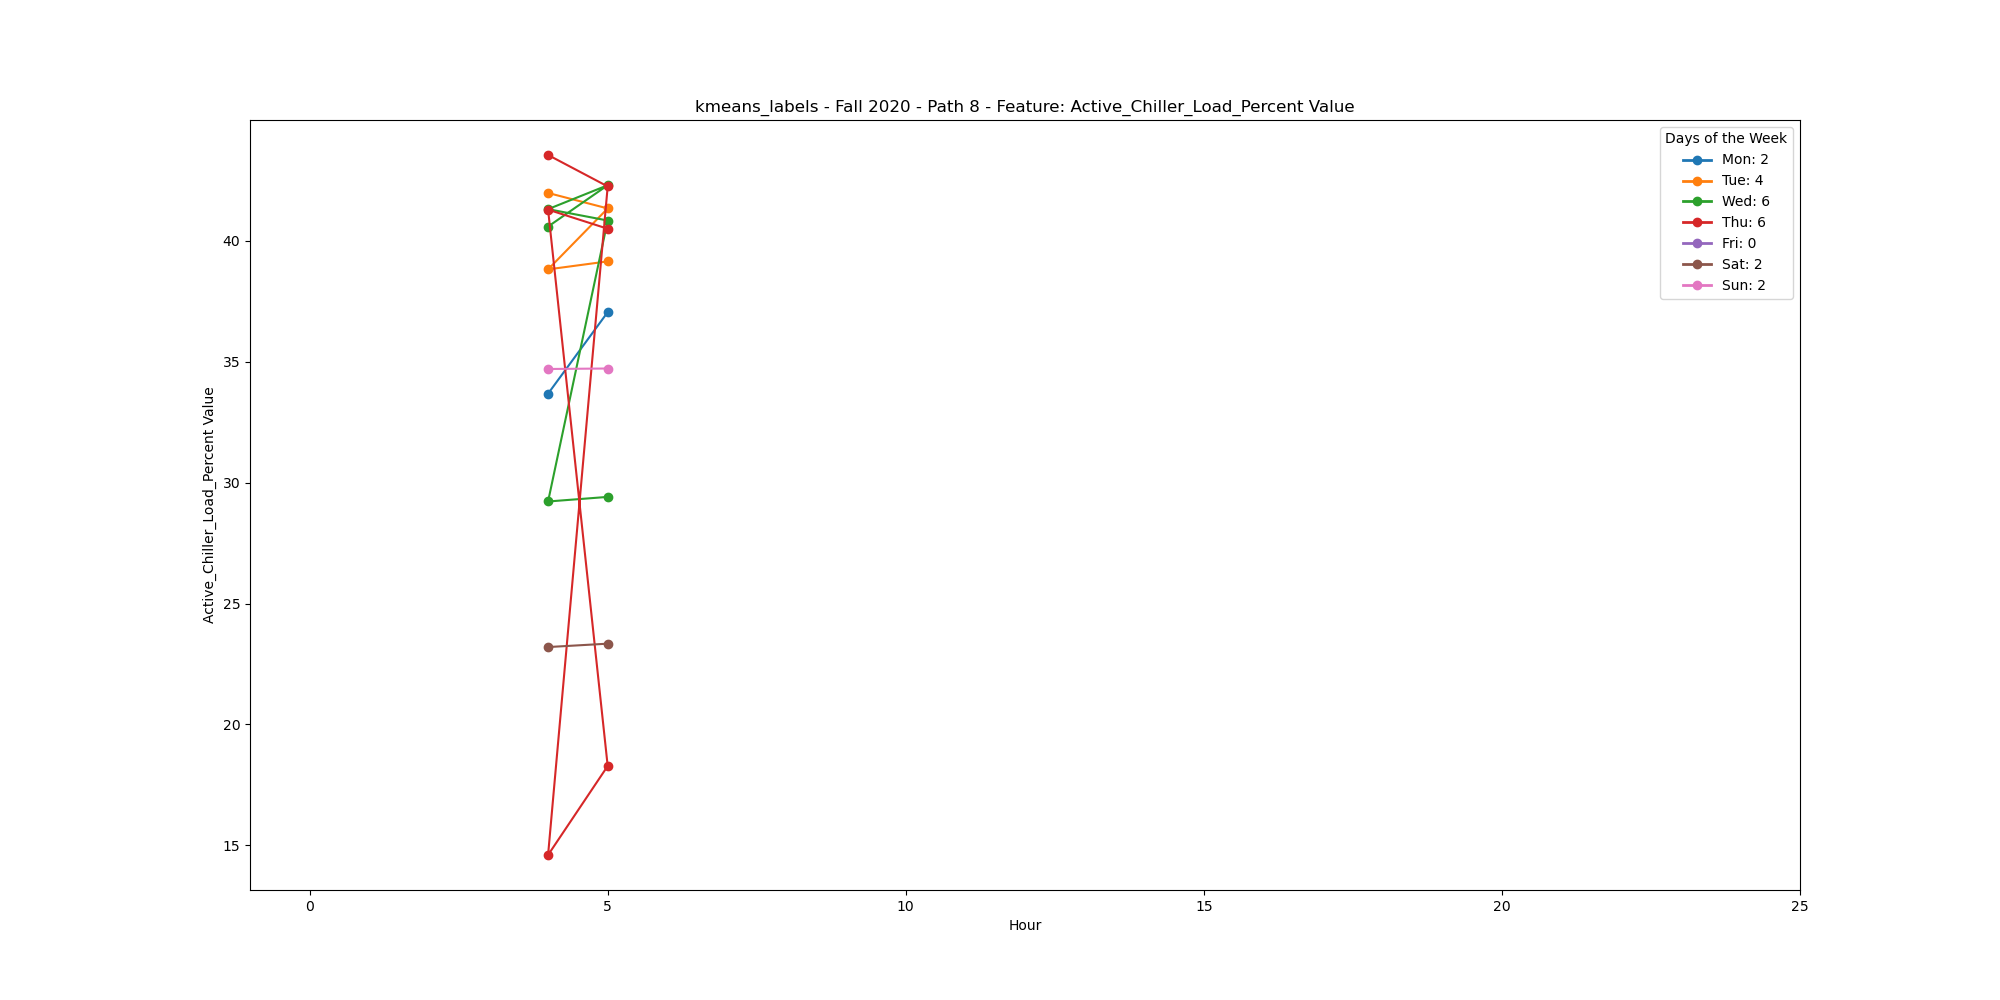 kmeans_labels - Fall 2020 - Path 8 - Feature: Active_Chiller_Load_Percent Value
Days of the Week
Mon: 2
Tue: 4
Wed: 6
Thu: 6
Fri: 0
Sat: 2
Sun: 2
Active_Chiller_Load_Percent Value
40
35
30
25
20
15
0 5 10 15 20 25
Hour